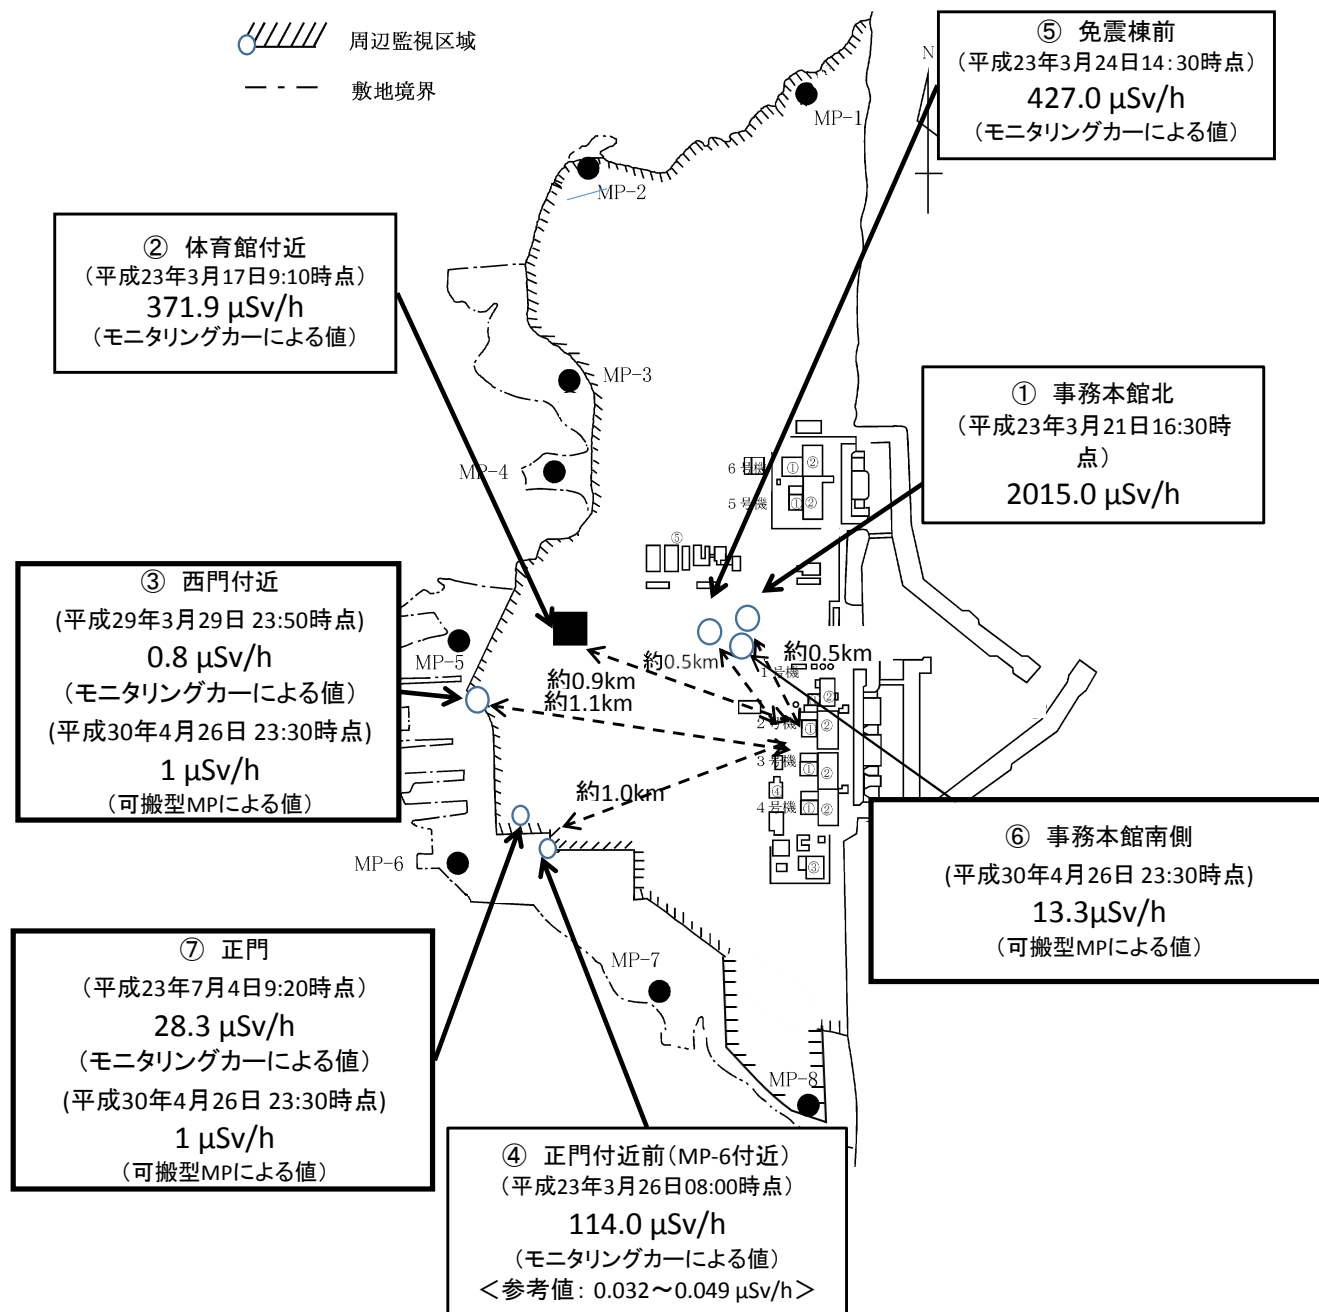 周辺監視区域
敷地境界
⑤ 免震棟前
(平成23年3月24日14:30時点)
427.0 µSv/h
(モニタリングカーによる値)
N
MP-1
MP-2
② 体育館付近
(平成23年3月17日9:10時点)
371.9 µSv/h
(モニタリングカーによる値)
MP-3
MP-4
① 事務本館北
(平成23年3月21日16:30時
点)
2015.0 µSv/h
6号機
① ②
5号機
① ②
⑤
③ 西門付近
(平成29年3月29日 23:50時点)
0.8 µSv/h
(モニタリングカーによる値)
(平成30年4月26日 23:30時点)
1 µSv/h
(可搬型MPによる値)
MP-5
約0.5km
約0.5km
約0.9km
約1.1km
1号機
②
2号機
① ②
3号機
① ②
④
4号機
① ②
③
約1.0km
MP-6
⑥ 事務本館南側
(平成30年4月26日 23:30時点)
13.3µSv/h
(可搬型MPによる値)
⑦ 正門
(平成23年7月4日9:20時点)
28.3 µSv/h
(モニタリングカーによる値)
(平成30年4月26日 23:30時点)
1 µSv/h
(可搬型MPによる値)
MP-7
MP-8
④ 正門付近前(MP-6付近)
(平成23年3月26日08:00時点)
114.0 µSv/h
(モニタリングカーによる値)
＜参考値: 0.032～0.049 µSv/h＞